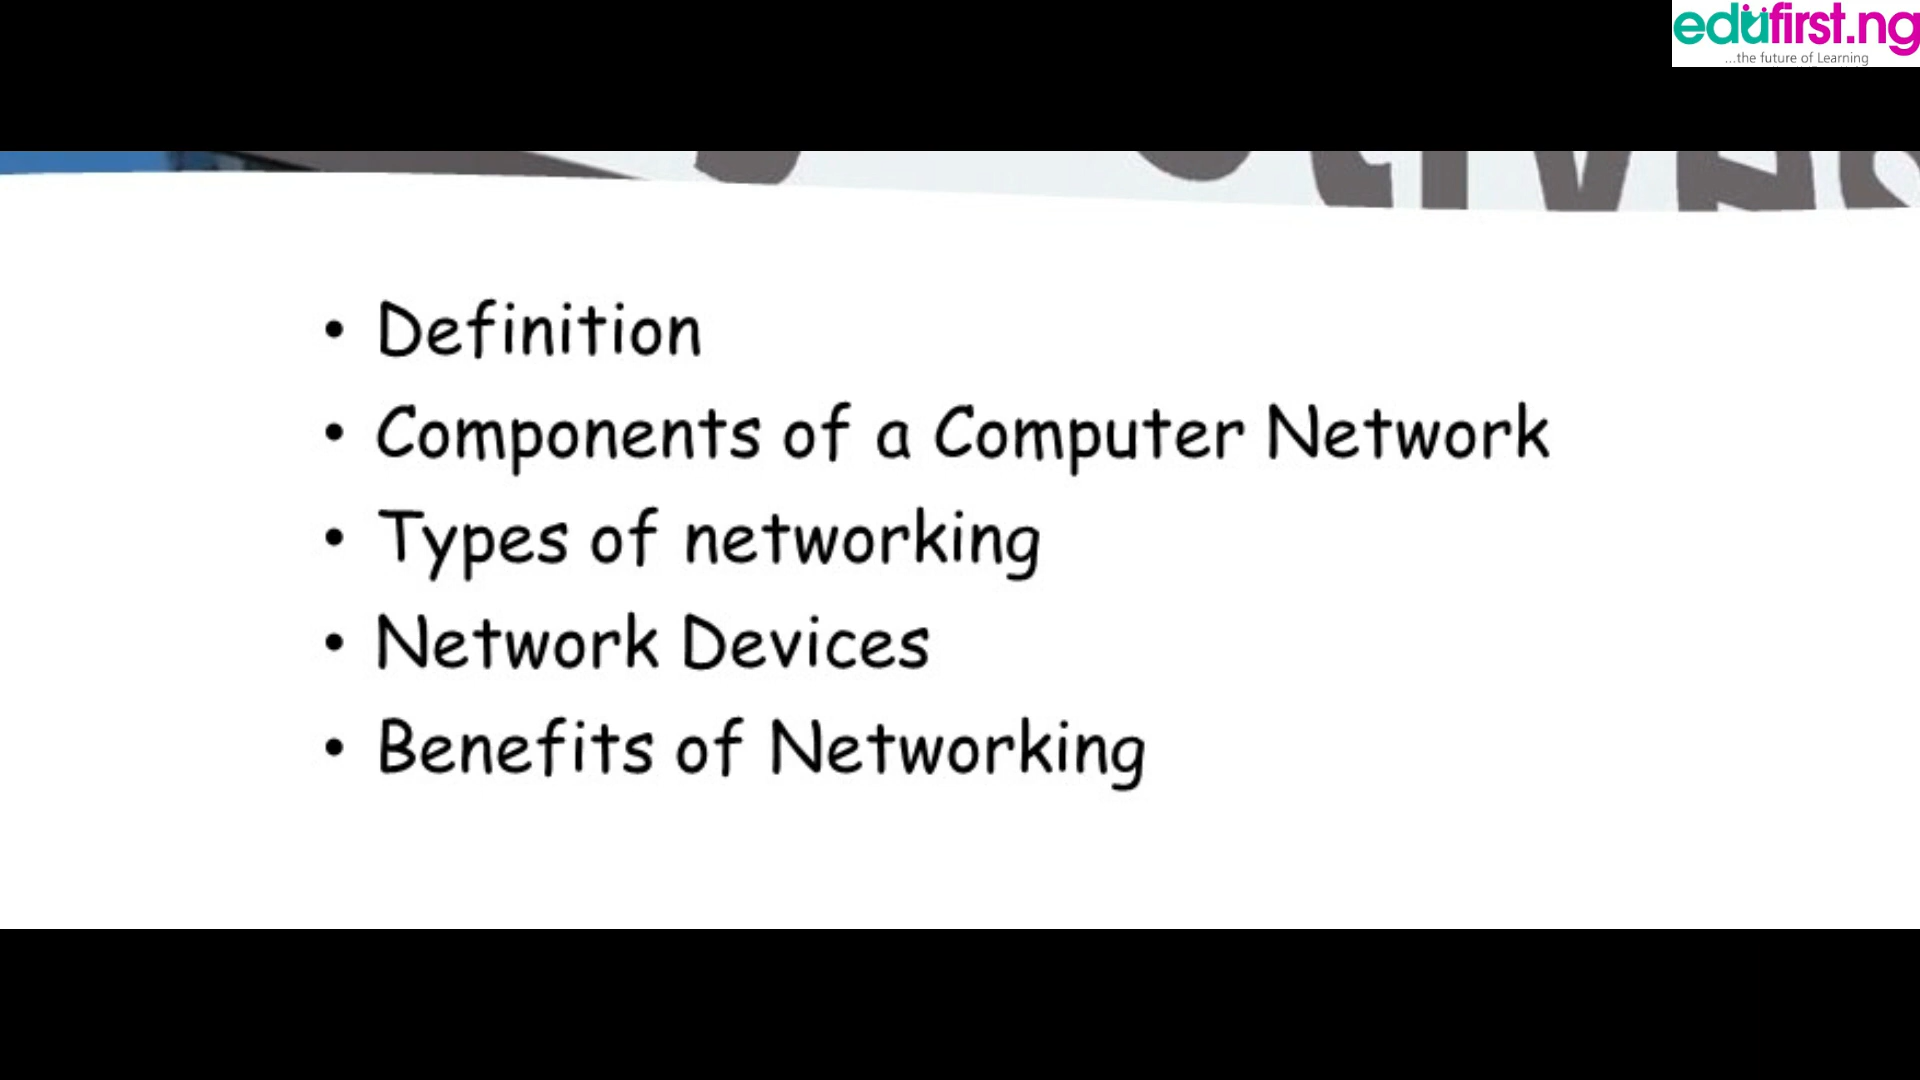 edufirst.ng
...the future of Learning
• Definition
• Components of a Computer Network
• Types of networking
• Network Devices
• Benefits of Networking